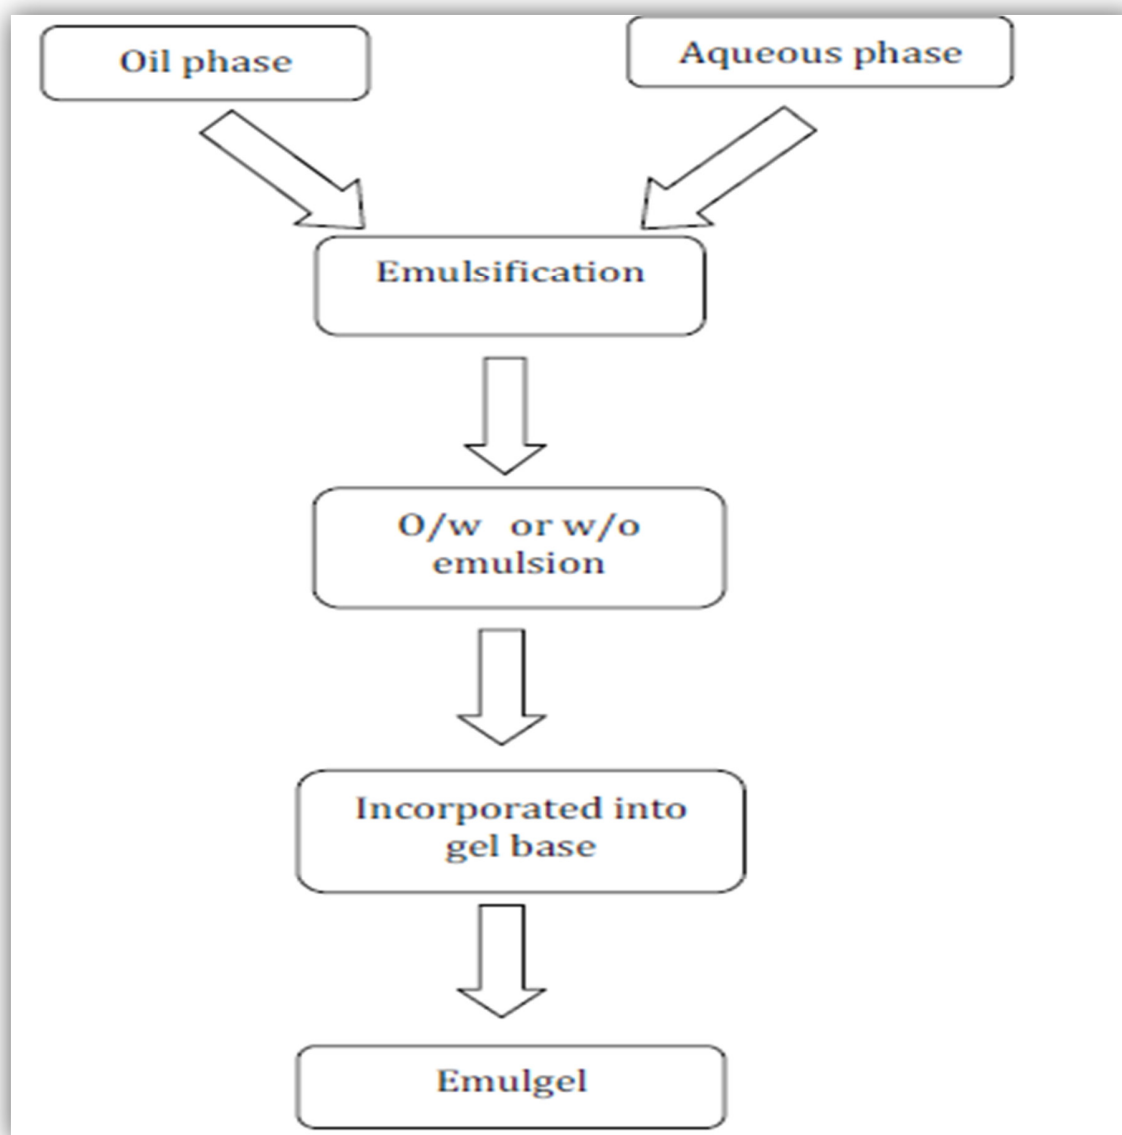 Oil phase
Aqueous phase
Emulsification
O/w or w/o
emulsion
Incorporated into
gel base
Emulgel